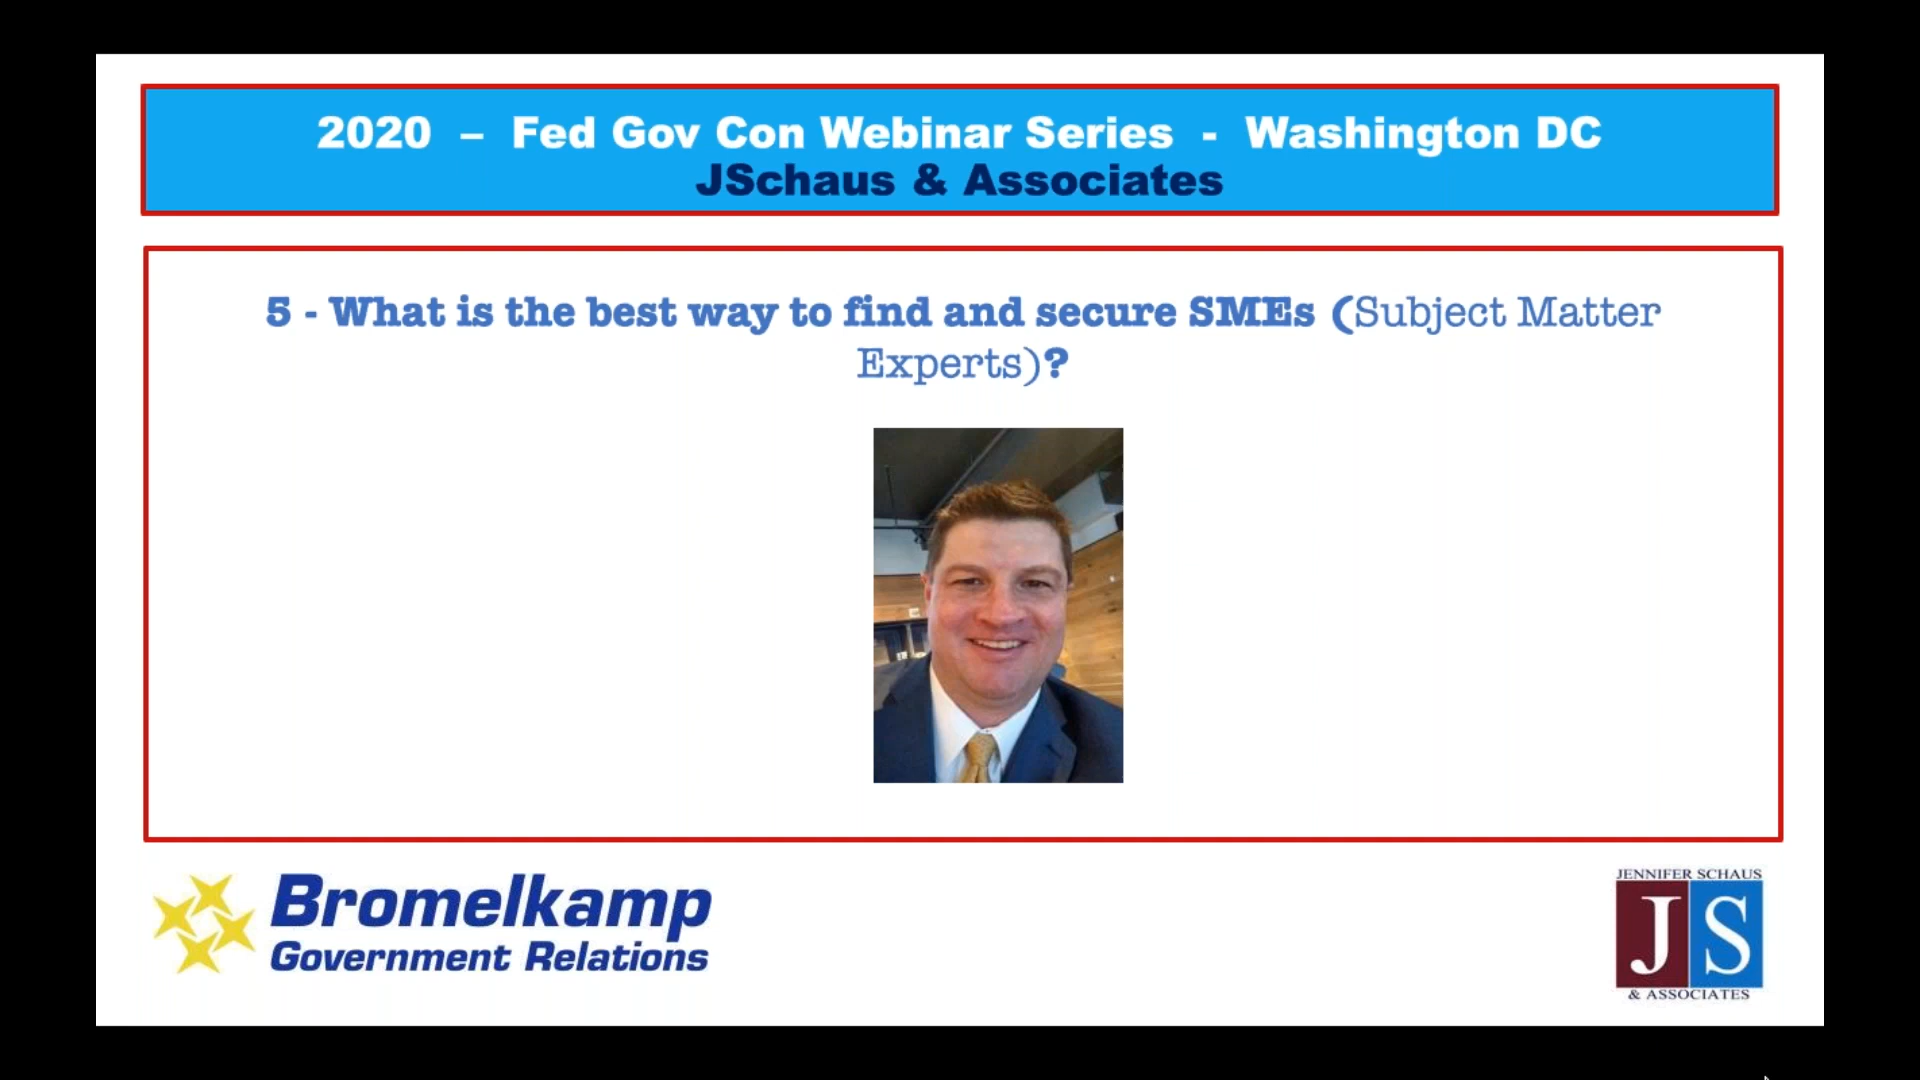 2020 – Fed Gov Con Webinar Series - Washington DC
JSchaus & Associates
5 - What is the best way to find and secure SMEs (Subject Matter
Experts)?
Bromelkamp
Government Relations
JENNIFER SCHAUS
JS
& ASSOCIATES